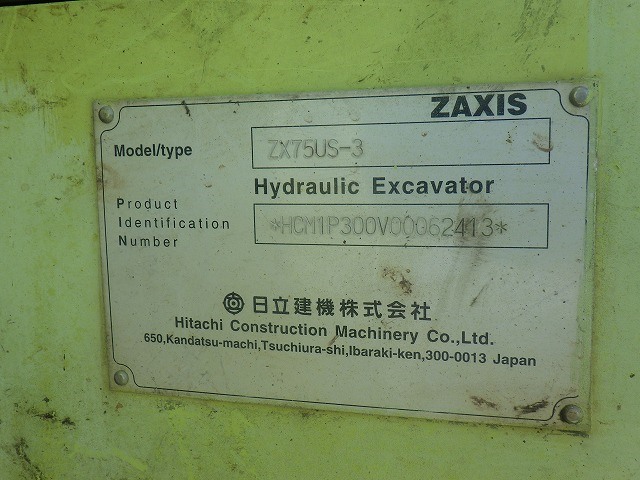 ZAXIS
Model/type ZX75US-3
Hydraulic Excavator
Product
Identification
Number
*HCM1P300V00062413*
日立建機株式会社
Hitachi Construction Machinery Co.,Ltd.
650,Kandatsu-machi,Tsuchiura-shi,Ibaraki-ken,300-0013 Japan